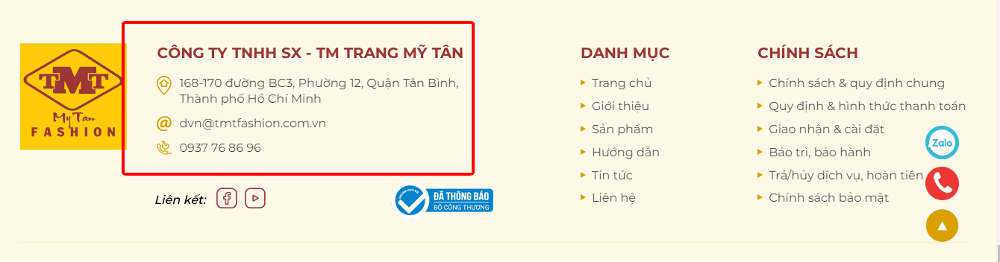 TMT
My Tan
FASHION
CÔNG TY TNHH SX - TM TRANG MỸ TÂN
168-170 đường BC3, Phường 12, Quận Tân Bình,
Thành phố Hồ Chí Minh
dvn@tmtfashion.com.vn
0937 76 86 96
Liên kết:
ONLINE.GOV.VN
ĐÃ THÔNG BÁO
BỘ CÔNG THƯƠNG
DANH MỤC
Trang chủ
Giới thiệu
Sản phẩm
Hướng dẫn
Tin tức
Liên hệ
CHÍNH SÁCH
Chính sách & quy định chung
Quy định & hình thức thanh toán
Giao nhận & cài đặt
Bảo trì, bảo hành
Trả/hủy dịch vụ, hoàn tiền
Chính sách bảo mật
Zalo